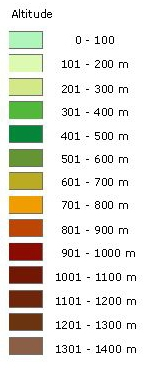 Altitude
0 - 100
101 - 200 m
201 - 300 m
301 - 400 m
401 - 500 m
501 - 600 m
601 - 700 m
701 - 800 m
801 - 900 m
901 - 1000 m
1001 - 1100 m
1101 - 1200 m
1201 - 1300 m
1301 - 1400 m